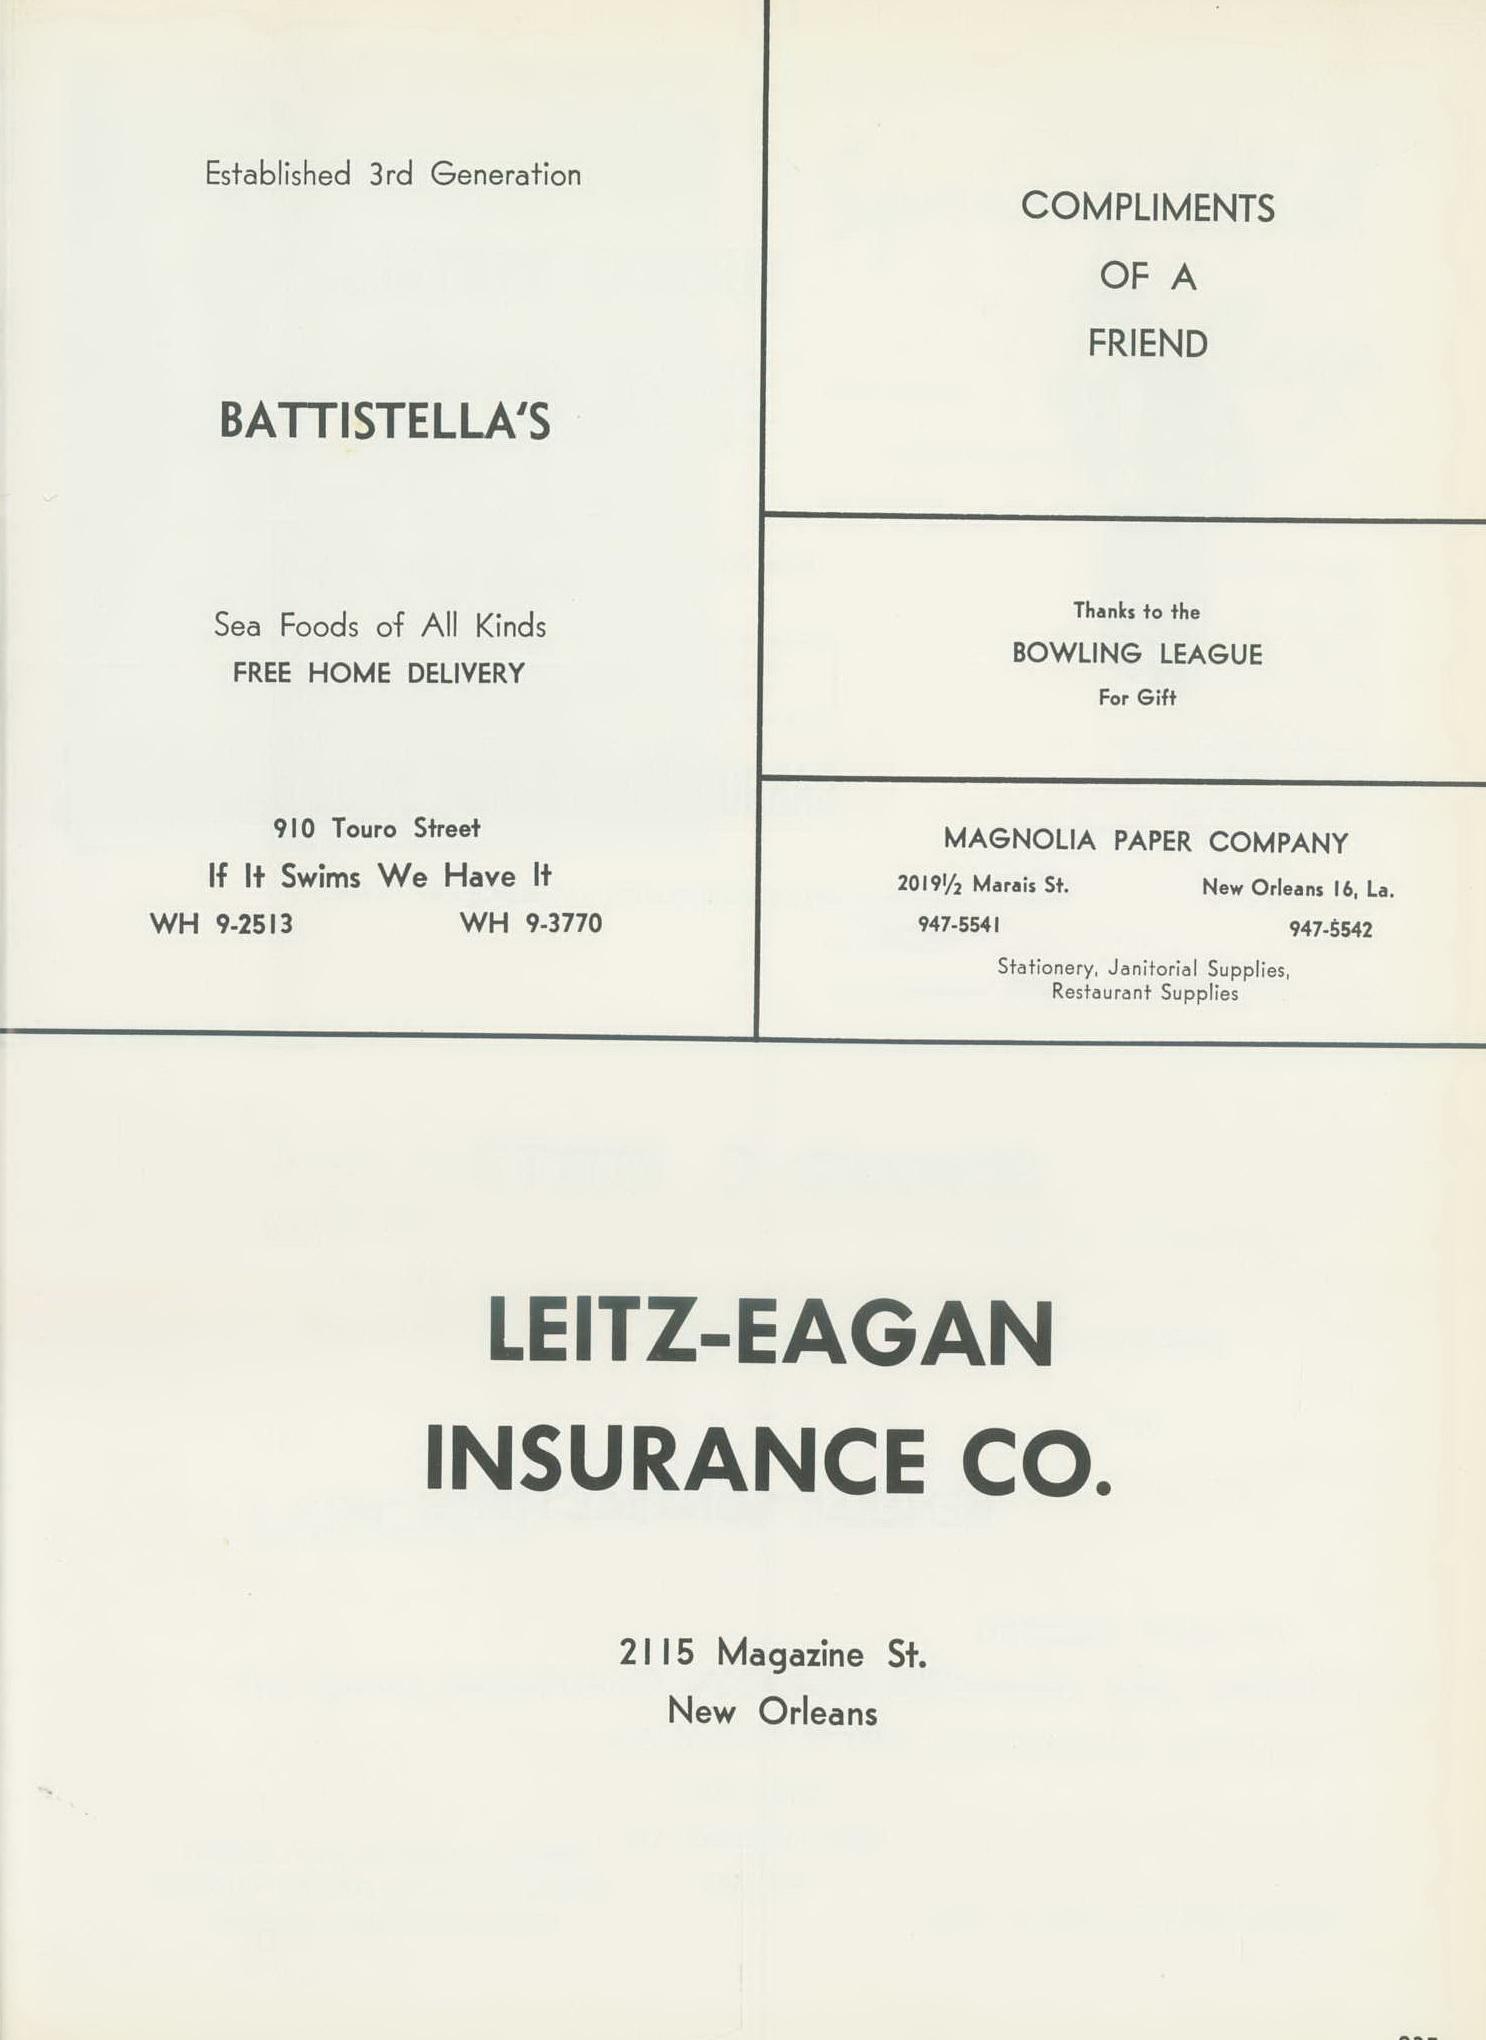 Established 3rd Generation
BATTISTELLA'S
Sea Foods of All Kinds
FREE HOME DELIVERY
910 Touro Street
If It Swims We Have It
WH 9-2513 WH 9-3770
COMPLIMENTS
OF A
FRIEND
Thanks to the
BOWLING LEAGUE
For Gift
MAGNOLIA PAPER COMPANY
2019½ Marais St. New Orleans 16, La.
947-5541 947-5542
Stationery, Janitorial Supplies,
Restaurant Supplies
LEITZ-EAGAN
INSURANCE CO.
2115 Magazine St.
New Orleans